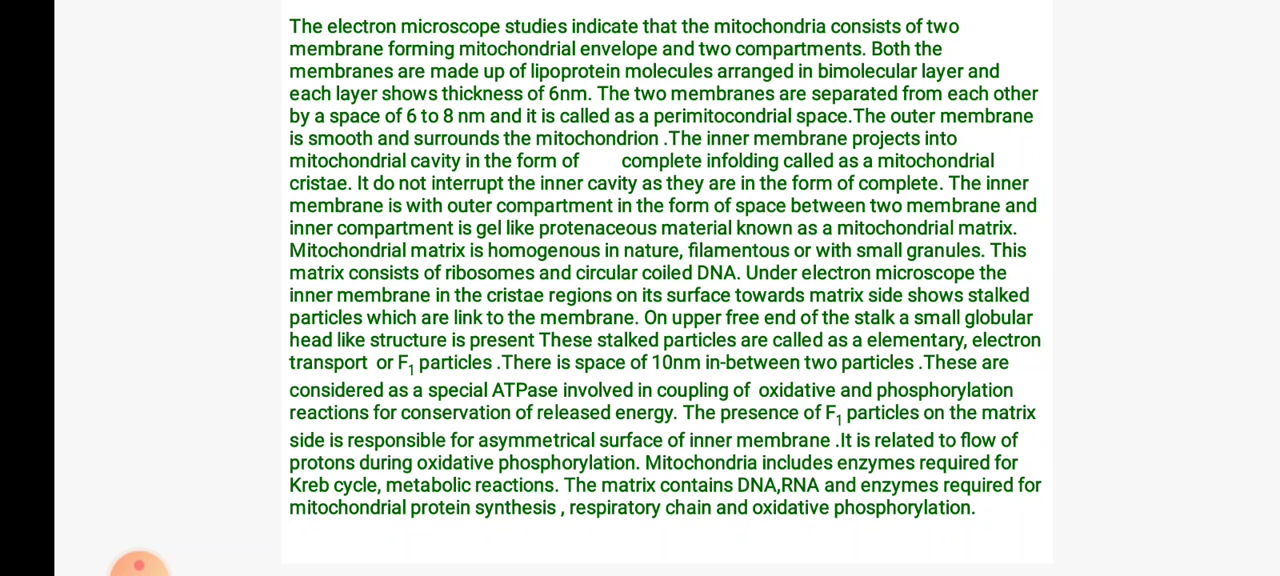 The electron microscope studies indicate that the mitochondria consists of two
membrane forming mitochondrial envelope and two compartments. Both the
membranes are made up of lipoprotein molecules arranged in bimolecular layer and
each layer shows thickness of 6nm. The two membranes are separated from each other
by a space of 6 to 8 nm and it is called as a perimitocondrial space.The outer membrane
is smooth and surrounds the mitochondrion .The inner membrane projects into
mitochondrial cavity in the form of complete infolding called as a mitochondrial
cristae. It do not interrupt the inner cavity as they are in the form of complete. The inner
membrane is with outer compartment in the form of space between two membrane and
inner compartment is gel like protenaceous material known as a mitochondrial matrix.
Mitochondrial matrix is homogenous in nature, filamentous or with small granules. This
matrix consists of ribosomes and circular coiled DNA. Under electron microscope the
inner membrane in the cristae regions on its surface towards matrix side shows stalked
particles which are link to the membrane. On upper free end of the stalk a small globular
head like structure is present These stalked particles are called as a elementary, electron
transport or F₁ particles .There is space of 10nm in-between two particles .These are
considered as a special ATPase involved in coupling of oxidative and phosphorylation
reactions for conservation of released energy. The presence of F₁ particles on the matrix
side is responsible for asymmetrical surface of inner membrane .It is related to flow of
protons during oxidative phosphorylation. Mitochondria includes enzymes required for
Kreb cycle, metabolic reactions. The matrix contains DNA,RNA and enzymes required for
mitochondrial protein synthesis , respiratory chain and oxidative phosphorylation.